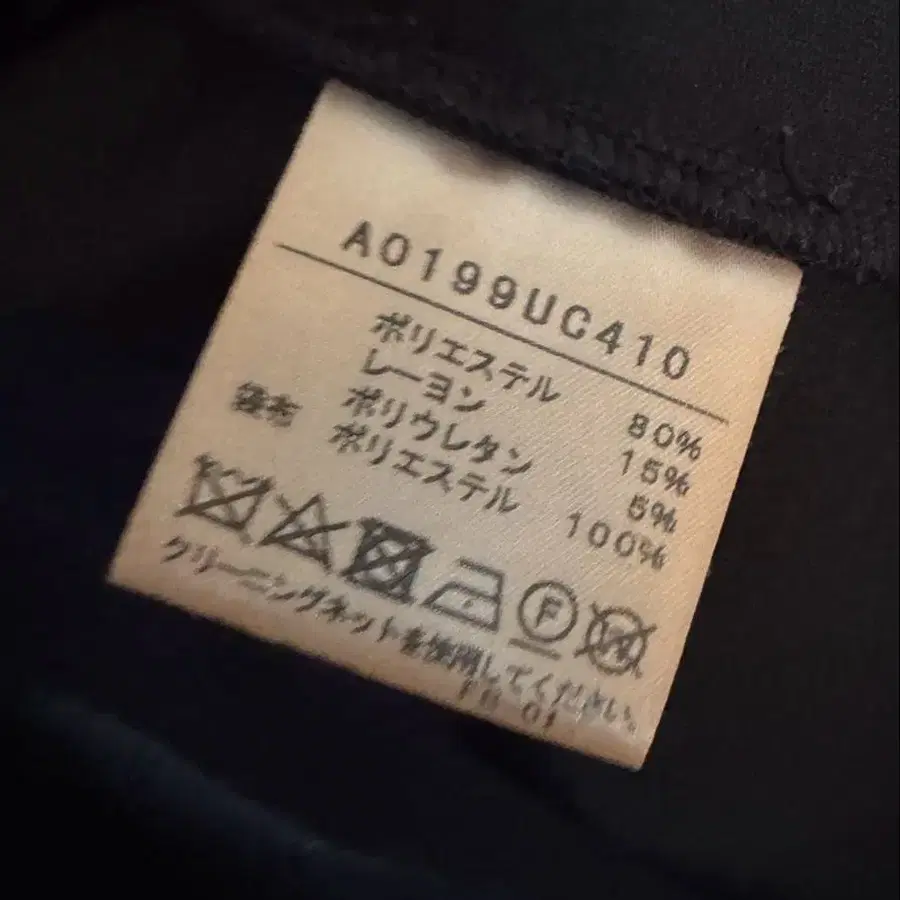 A0199UC410
ポリエステル 80%
レーヨン 15%
ポリウレタン 5%
袋布 ポリエステル 100%
F W
クリーニングネットを使用してください。